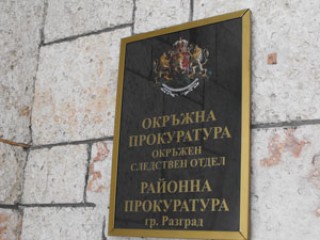 ОКРЪЖНА
ПРОКУРАТУРА
ОКРЪЖЕН
СЛЕДСТВЕН ОТДЕЛ
РАЙОННА
ПРОКУРАТУРА
гр. Разград